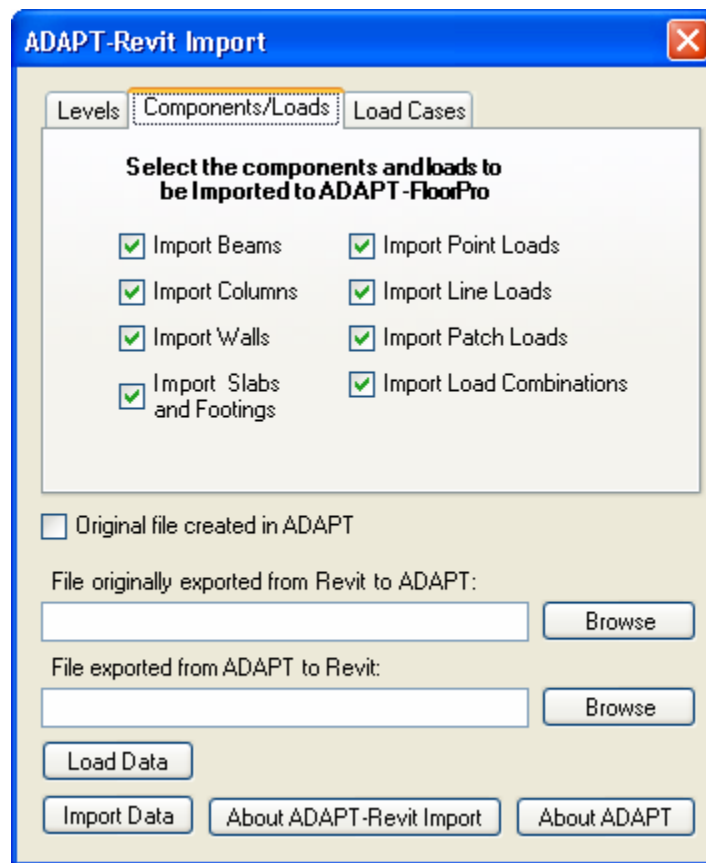 ADAPT-Revit Import
Levels Components/Loads Load Cases
Select the components and loads to
be Imported to ADAPT-FloorPro
Import Beams Import Point Loads
Import Columns Import Line Loads
Import Walls Import Patch Loads
Import Slabs
and Footings
Import Load Combinations
Original file created in ADAPT
File originally exported from Revit to ADAPT:
Browse
File exported from ADAPT to Revit:
Browse
Load Data
Import Data About ADAPT-Revit Import About ADAPT